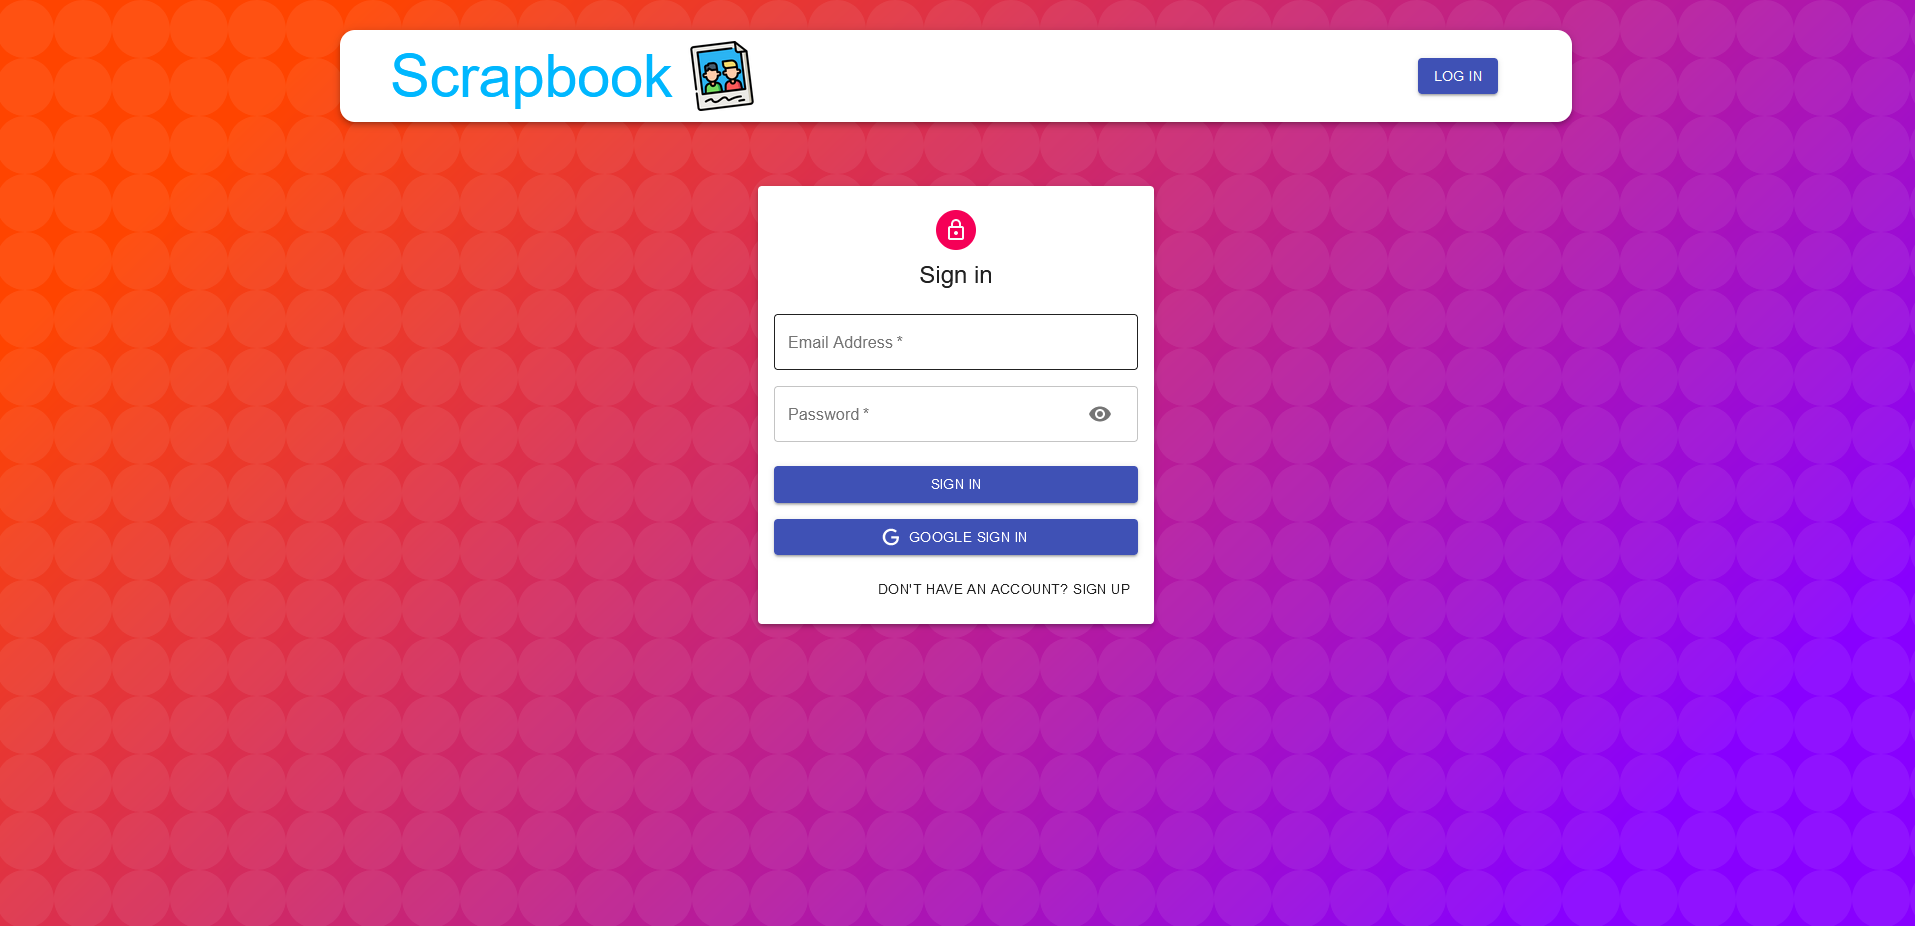 Scrapbook
LOG IN
Sign in
Email Address *
Password *
SIGN IN
GOOGLE SIGN IN
DON'T HAVE AN ACCOUNT? SIGN UP